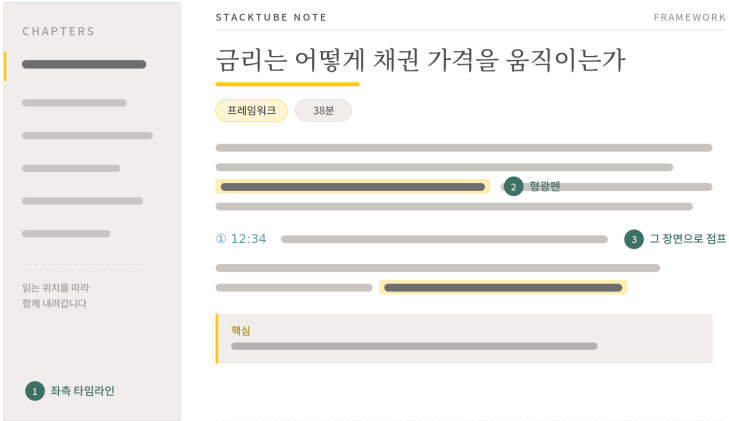 CHAPTERS
읽는 위치를 따라
함께 내려갑니다
1 좌측 타임라인
STACKTUBE NOTE
FRAMEWORK
금리는 어떻게 채권 가격을 움직이는가
프레임워크
38분
2 형광펜
① 12:34
3 그 장면으로 점프
핵심